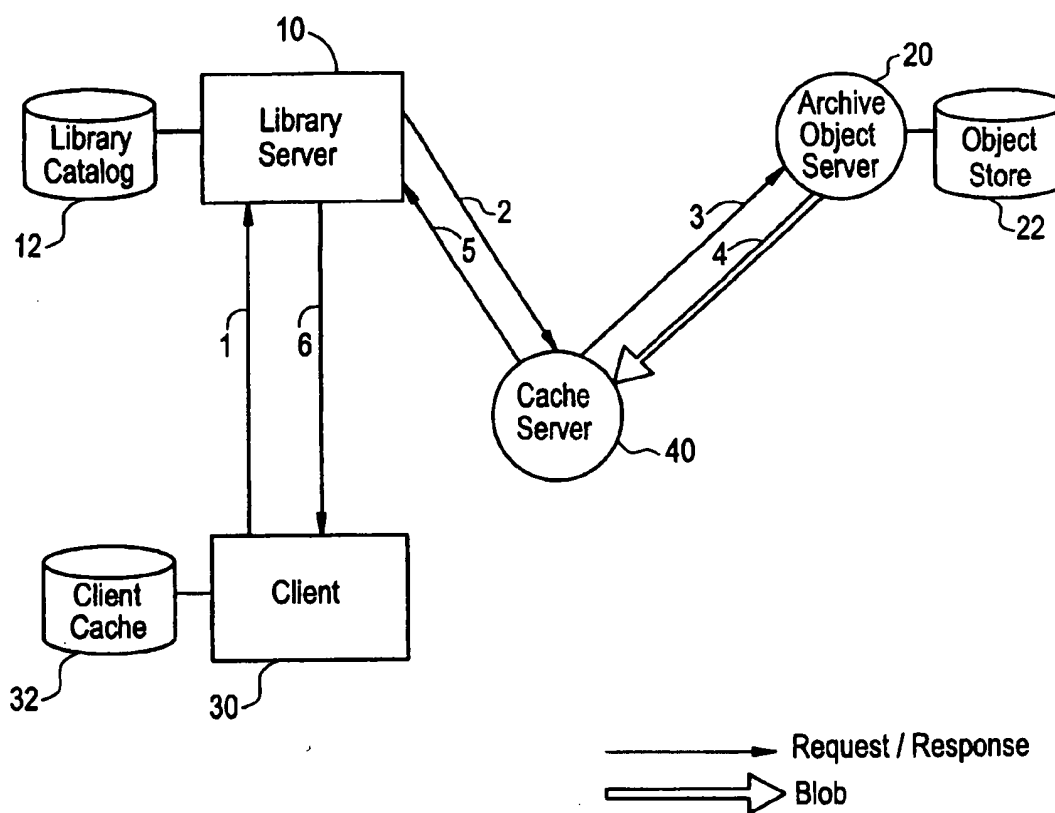 10
Library
Server
Library
Catalog
12
20
Archive
Object
Server
Object
Store
22
2
5
3
4
1
6
Cache
Server
40
Client
Cache
32
Client
30
Request / Response
Blob